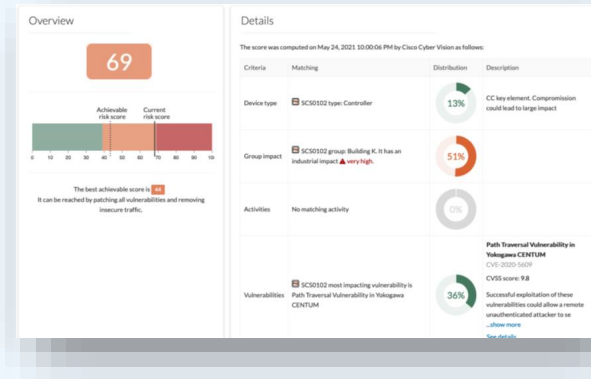 Overview
69
Achievable
risk score
Current
risk score
0 10 20 30 40 50 60 70 80 90 10
The best achievable score is 44
It can be reached by patching all vulnerabilities and removing
insecure traffic.
Details
The score was computed on May 24, 2021 10:00:06 PM by Cisco Cyber Vision as follows:
Criteria Matching Distribution Description
Device type
SCS0102 type: Controller
13%
CC key element. Compromission
could lead to large impact
Group impact
SCS0102 group: Building K. It has an
industrial impact very high.
51%
Activities
No matching activity
0%
Vulnerabilities
SCS0102 most impacting vulnerability is
Path Traversal Vulnerability in Yokogawa
CENTUM
36%
Path Traversal Vulnerability in
Yokogawa CENTUM
CVE-2020-5609
CVSS score: 9.8
Successful exploitation of these
vulnerabilities could allow a remote
unauthenticated attacker to se
...show more
See details